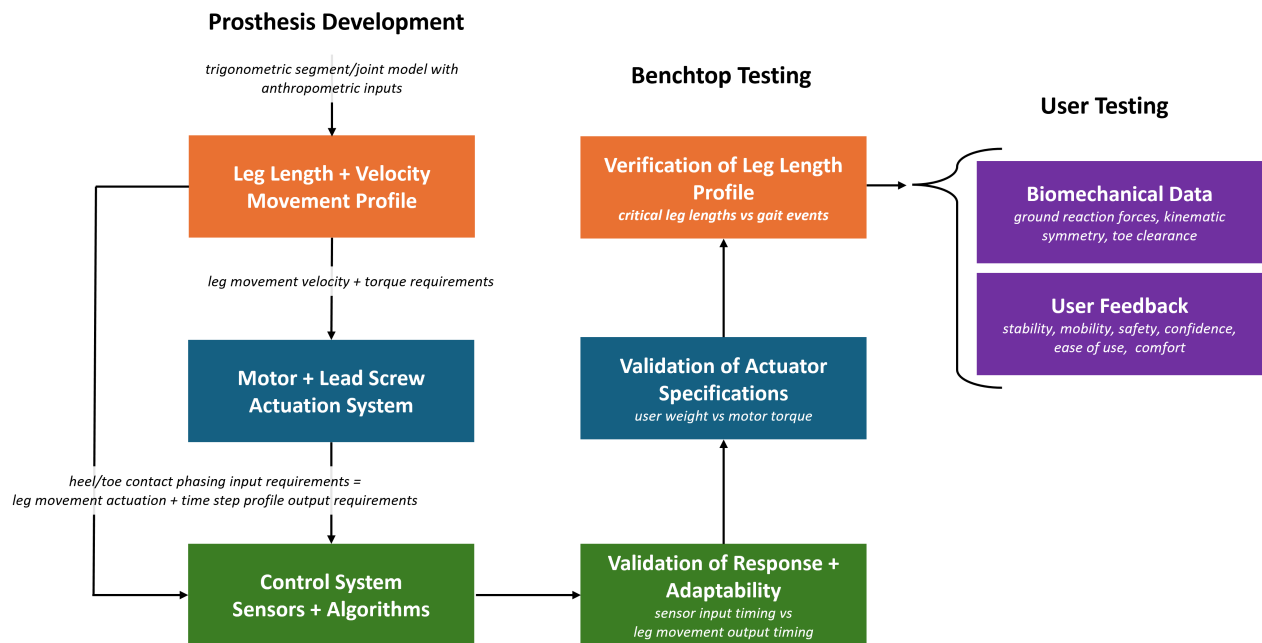 Prosthesis Development
trigonometric segment/joint model with
anthropometric inputs
Leg Length + Velocity
Movement Profile
leg movement velocity + torque requirements
Motor + Lead Screw
Actuation System
heel/toe contact phasing input requirements =
leg movement actuation + time step profile output requirements
Control System
Sensors + Algorithms
Benchtop Testing
Verification of Leg Length
Profile
critical leg lengths vs gait events
Validation of Actuator
Specifications
user weight vs motor torque
Validation of Response +
Adaptability
sensor input timing vs
leg movement output timing
User Testing
Biomechanical Data
ground reaction forces, kinematic
symmetry, toe clearance
User Feedback
stability, mobility, safety, confidence,
ease of use, comfort